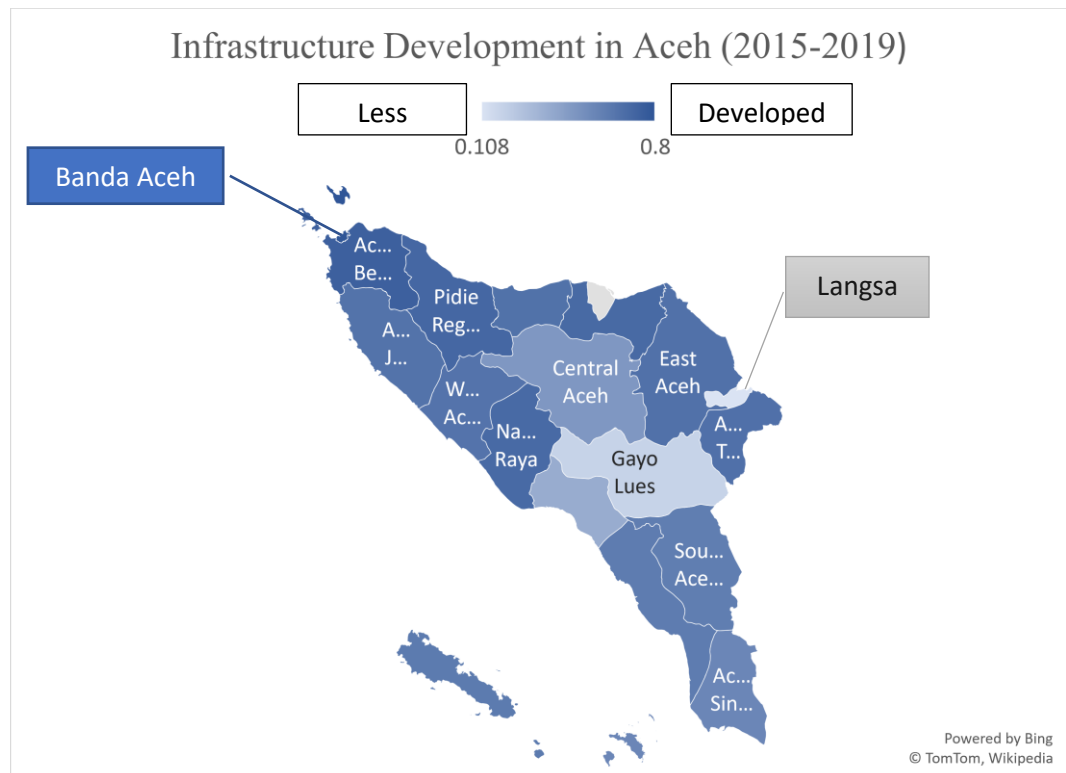 Infrastructure Development in Aceh (2015-2019)
Less
Developed
0.108
0.8
Banda Aceh
Ac...
Be...
Pidie
Reg...
A...
J...
W...
Ac...
Na...
Raya
Central
Aceh
East
Aceh
Langsa
A...
T...
Gayo
Lues
Sou...
Ace...
Ac...
Sin...
Powered by Bing
© TomTom, Wikipedia